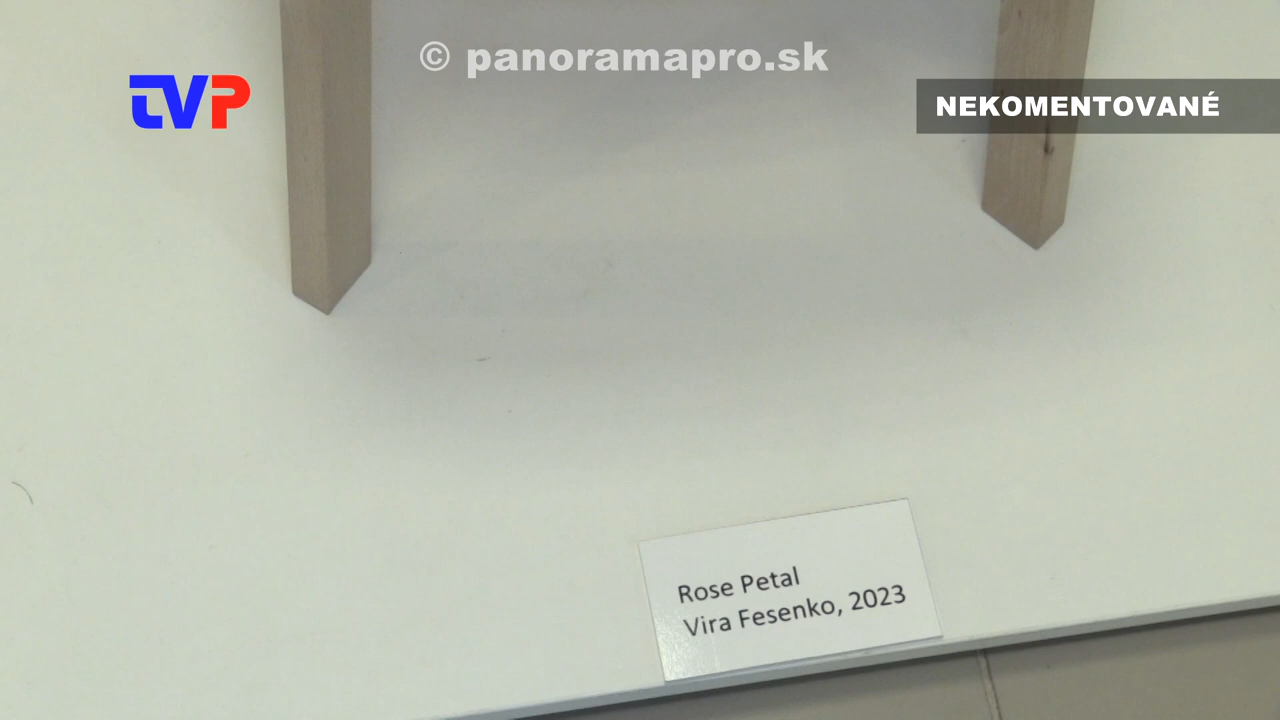 © panoramapro.sk
TVP
NEKOMENTOVANÉ
Rose Petal
Vira Fesenko, 2023